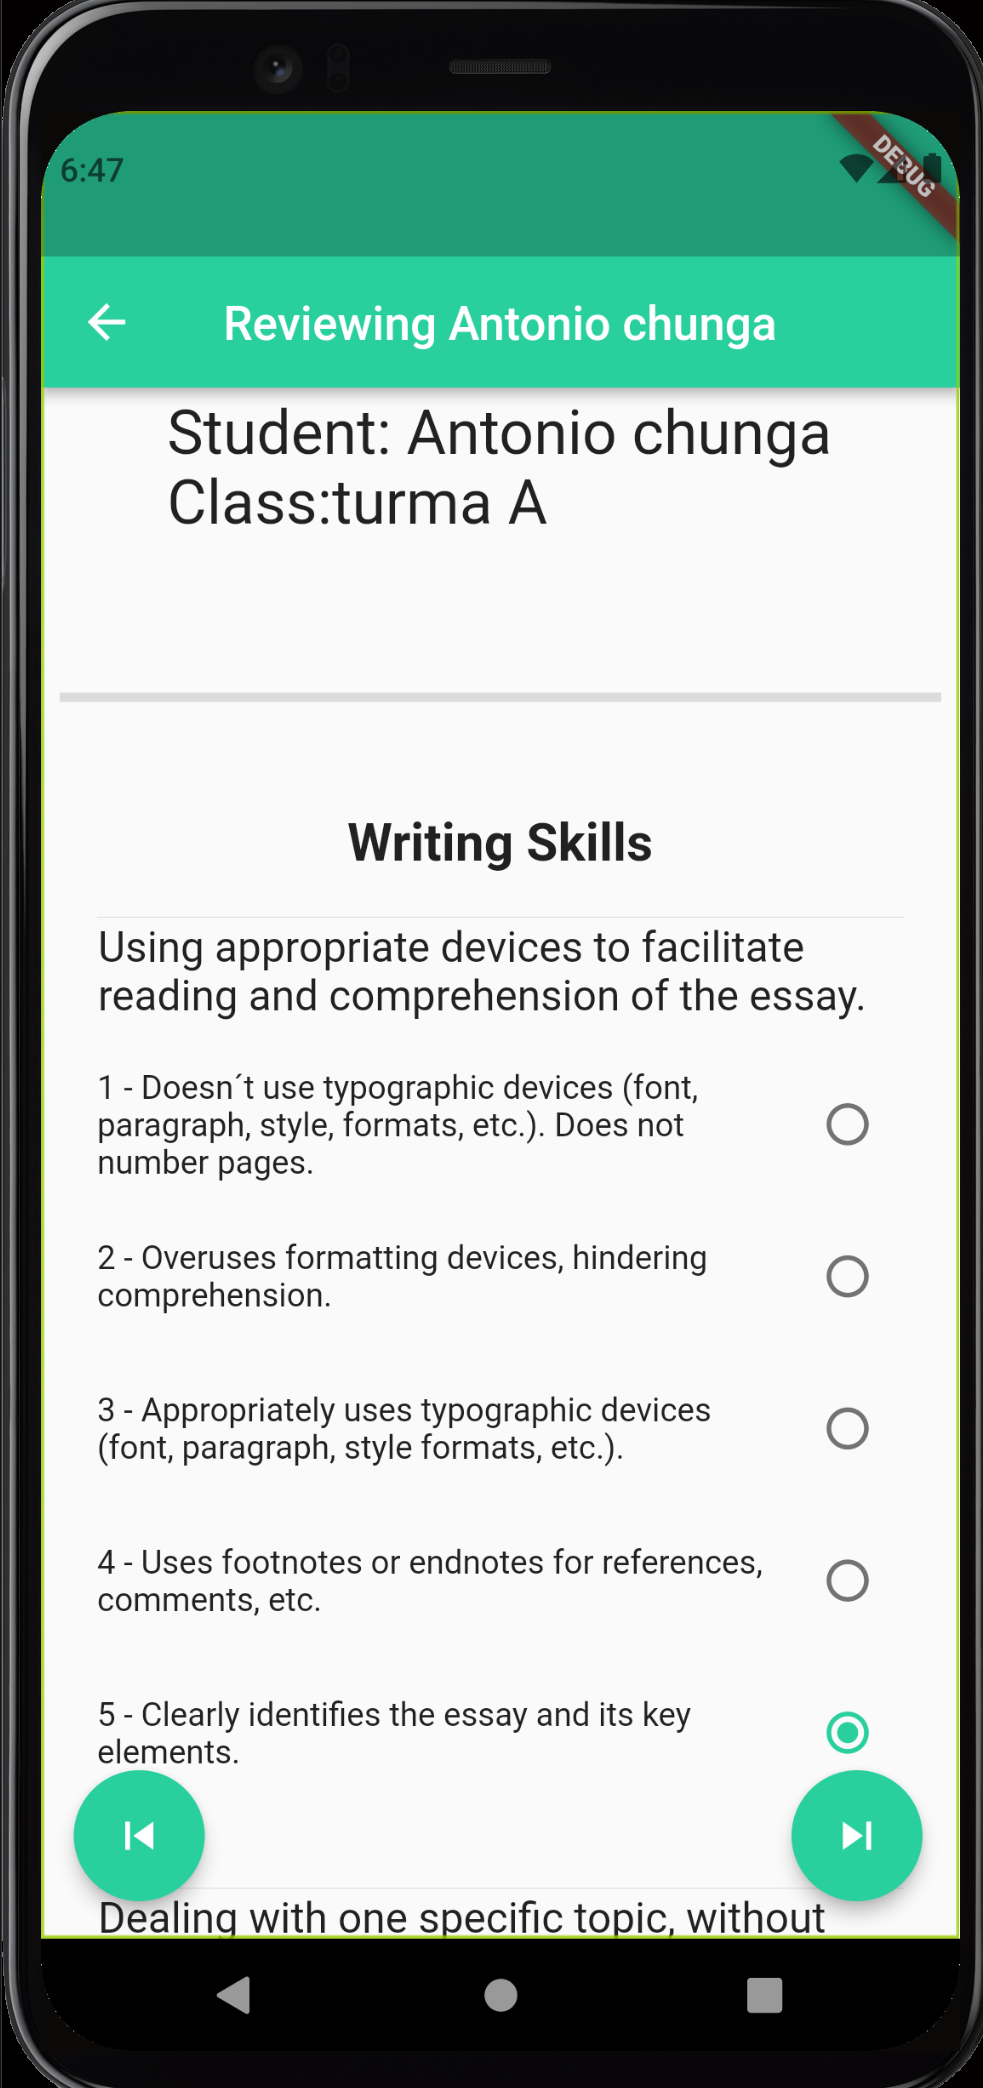 6:47
DEBUG
Reviewing Antonio chunga
Student: Antonio chunga
Class:turma A
Writing Skills
Using appropriate devices to facilitate
reading and comprehension of the essay.
1 - Doesn´t use typographic devices (font,
paragraph, style, formats, etc.). Does not
number pages.
2 - Overuses formatting devices, hindering
comprehension.
3 - Appropriately uses typographic devices
(font, paragraph, style formats, etc.).
4 - Uses footnotes or endnotes for references,
comments, etc.
5 - Clearly identifies the essay and its key
elements.
Dealing with one specific topic, without